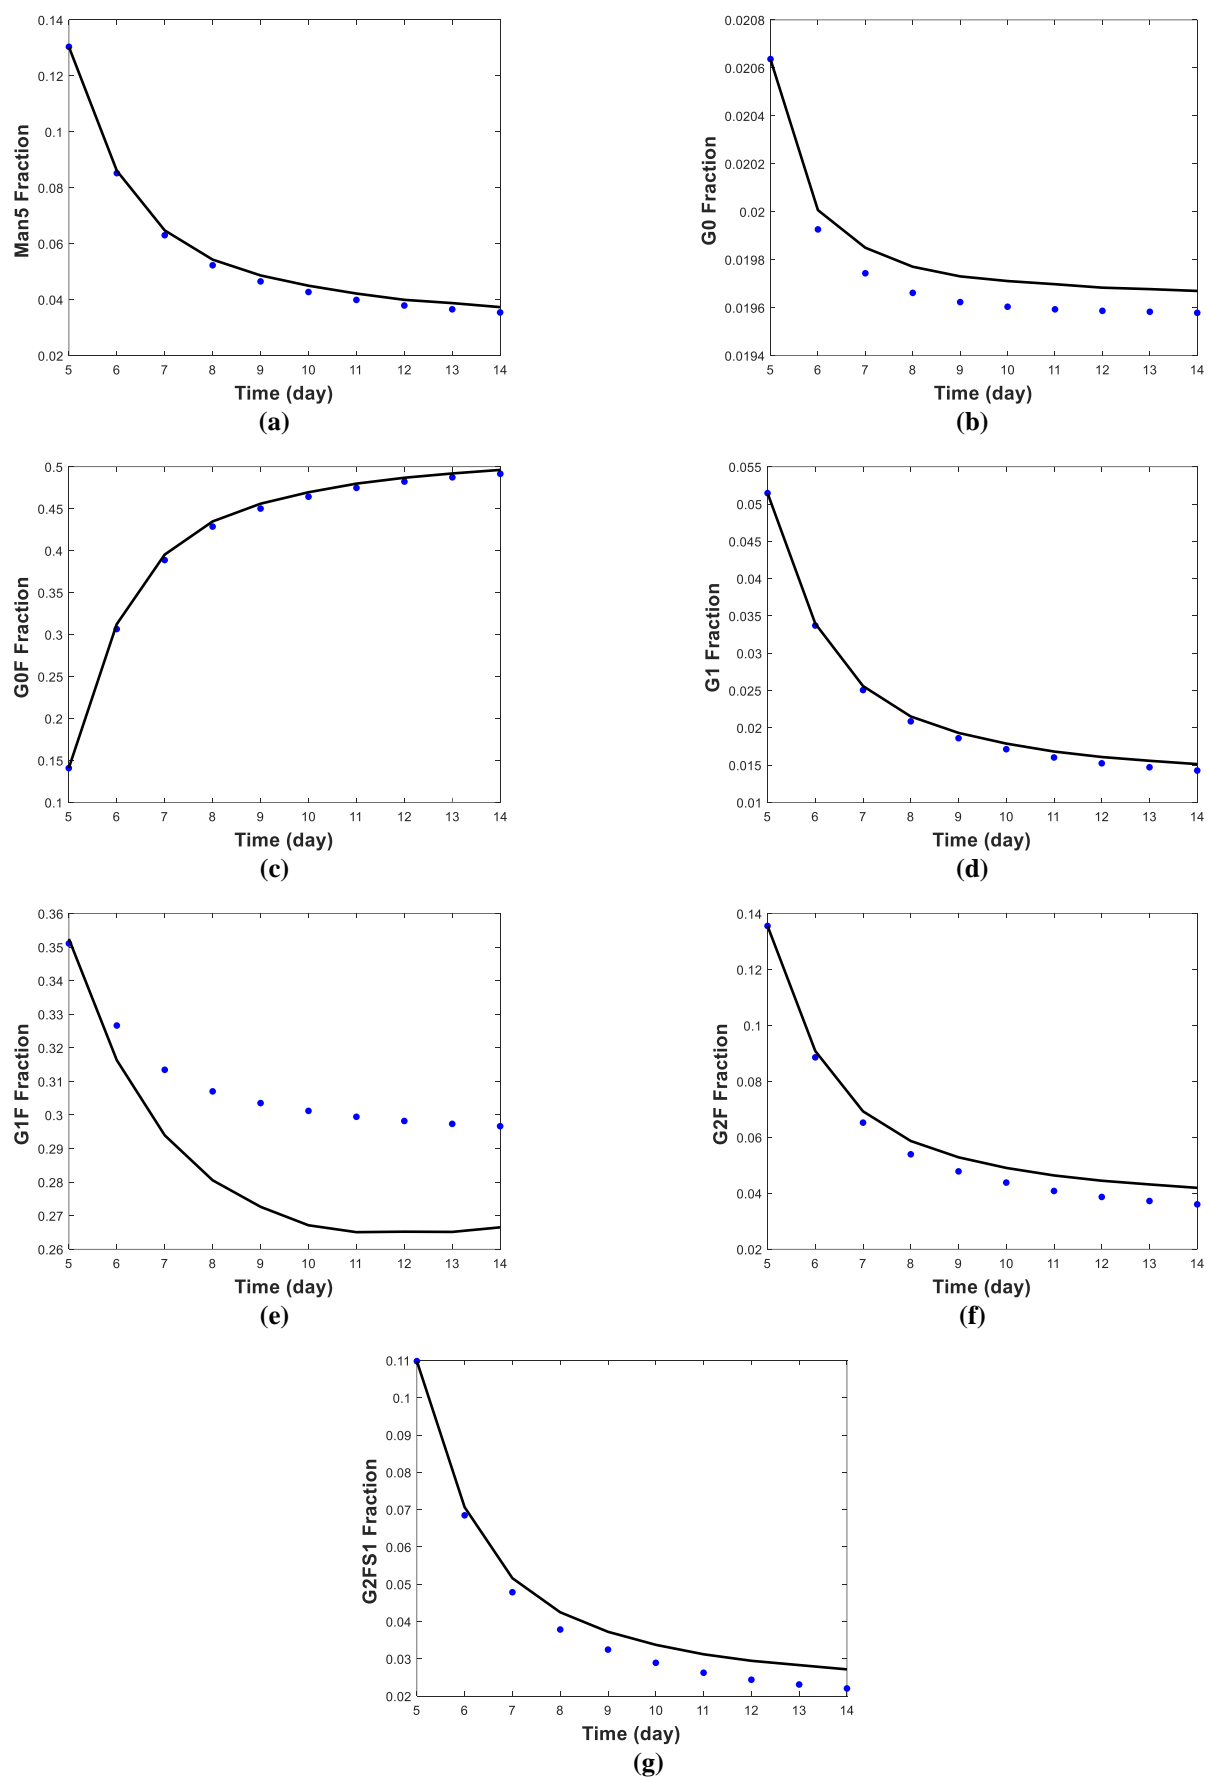 0.14
0.12
0.1
0.08
0.06
0.04
0.02
Man5 Fraction
5 6 7 8 9 10 11 12 13 14
Time (day)
(a)
0.0208
0.0206
0.0204
0.0202
0.02
0.0198
0.0196
0.0194
G0 Fraction
5 6 7 8 9 10 11 12 13 14
Time (day)
(b)
0.5
0.45
0.4
0.35
0.3
0.25
0.2
0.15
0.1
G0F Fraction
5 6 7 8 9 10 11 12 13 14
Time (day)
(c)
0.055
0.05
0.045
0.04
0.035
0.03
0.025
0.02
0.015
0.01
G1 Fraction
5 6 7 8 9 10 11 12 13 14
Time (day)
(d)
0.36
0.35
0.34
0.33
0.32
0.31
0.3
0.29
0.28
0.27
0.26
G1F Fraction
5 6 7 8 9 10 11 12 13 14
Time (day)
(e)
0.14
0.12
0.1
0.08
0.06
0.04
0.02
G2F Fraction
5 6 7 8 9 10 11 12 13 14
Time (day)
(f)
0.11
0.1
0.09
0.08
0.07
0.06
0.05
0.04
0.03
0.02
G2FS1 Fraction
5 6 7 8 9 10 11 12 13 14
Time (day)
(g)